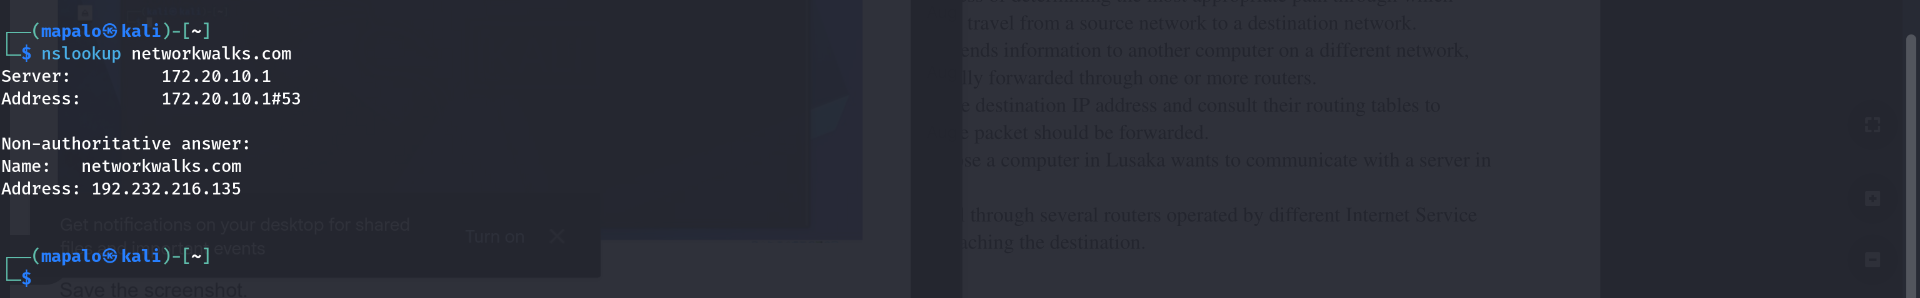 ┌──(mapalo㉿kali)-[~]
└─$ nslookup networkwalks.com
Server:         172.20.10.1
Address:        172.20.10.1#53

Non-authoritative answer:
Name:   networkwalks.com
Address: 192.232.216.135

┌──(mapalo㉿kali)-[~]
└─$
Get notifications on your desktop for shared
files and important events
Turn on
Save the screenshot.
travel from a source network to a destination network.
ends information to another computer on a different network,
lly forwarded through one or more routers.
e destination IP address and consult their routing tables to
e packet should be forwarded.
se a computer in Lusaka wants to communicate with a server in
through several routers operated by different Internet Service
aching the destination.